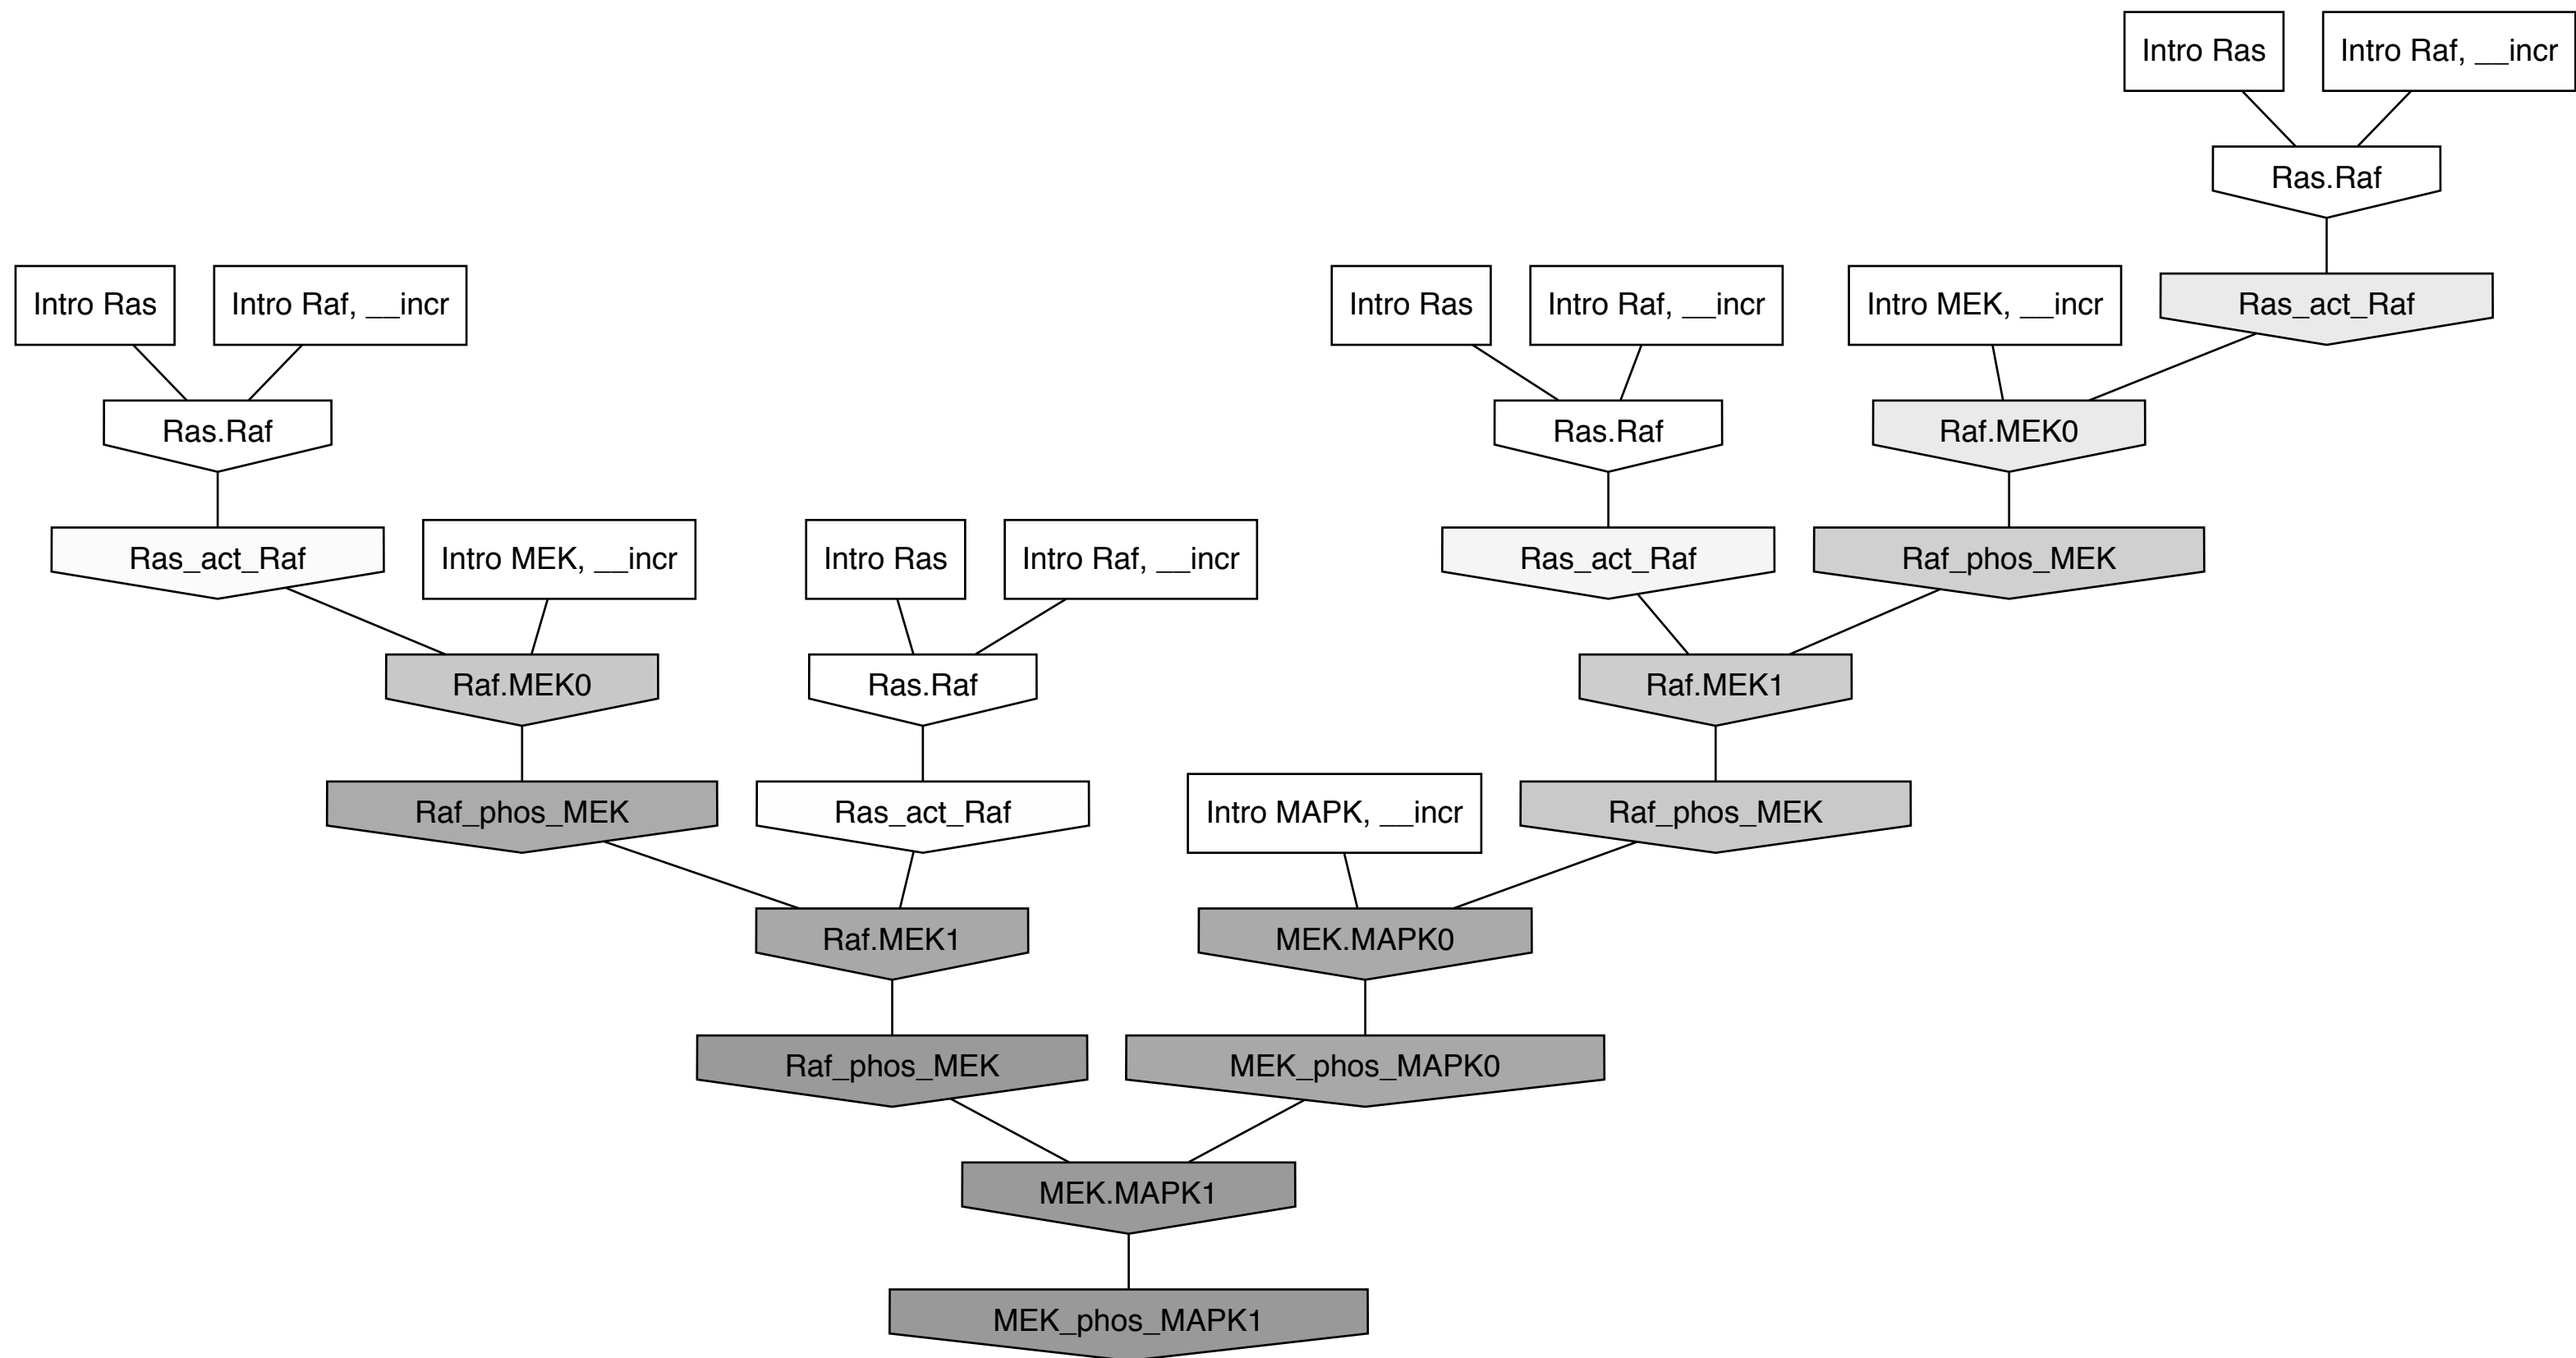 Intro Ras
Intro Raf, __incr
Ras.Raf
Intro Ras
Intro Raf, __incr
Intro Ras
Intro Raf, __incr
Intro MEK, __incr
Ras_act_Raf
Ras.Raf
Ras.Raf
Raf.MEK0
Ras_act_Raf
Intro MEK, __incr
Intro Ras
Intro Raf, __incr
Ras_act_Raf
Raf_phos_MEK
Raf.MEK0
Ras.Raf
Raf.MEK1
Raf_phos_MEK
Ras_act_Raf
Intro MAPK, __incr
Raf_phos_MEK
Raf.MEK1
MEK.MAPK0
Raf_phos_MEK
MEK_phos_MAPK0
MEK.MAPK1
MEK_phos_MAPK1